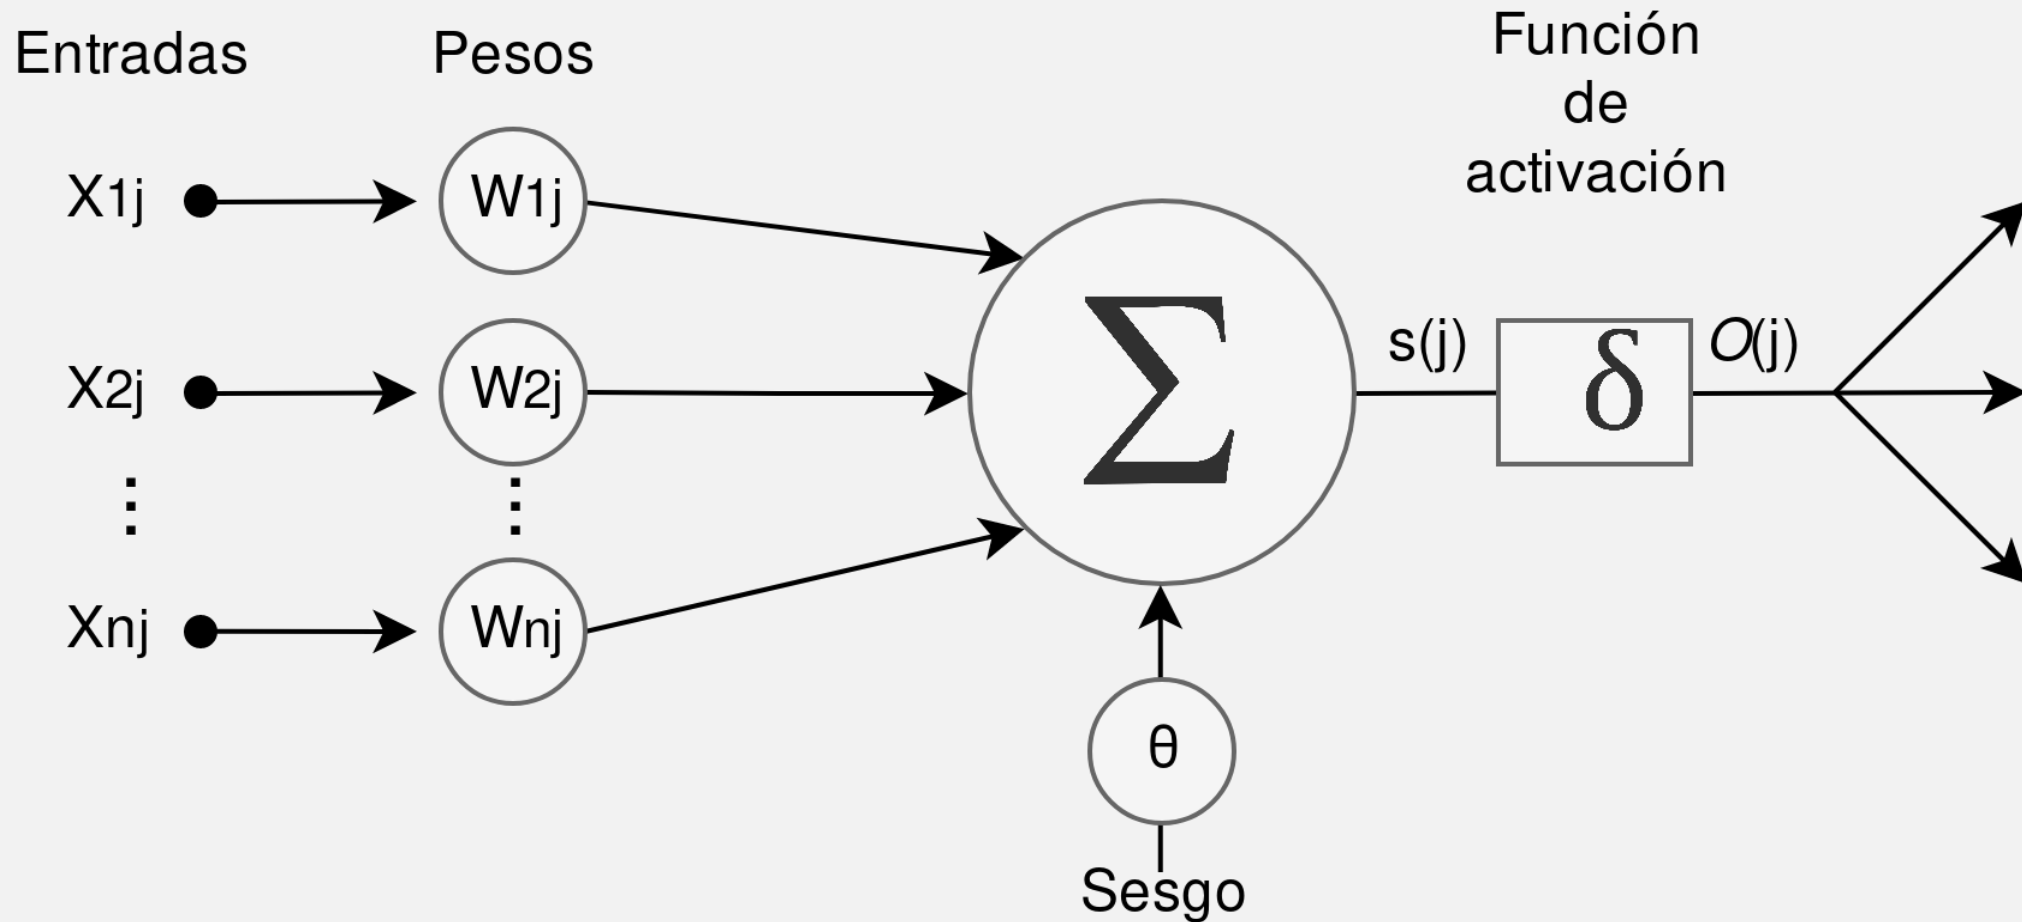 Entradas
Pesos
Función
de
activación
X1j
W1j
X2j
W2j
Σ
s(j)
δ
O(j)
⋮
⋮
Xnj
Wnj
θ
Sesgo